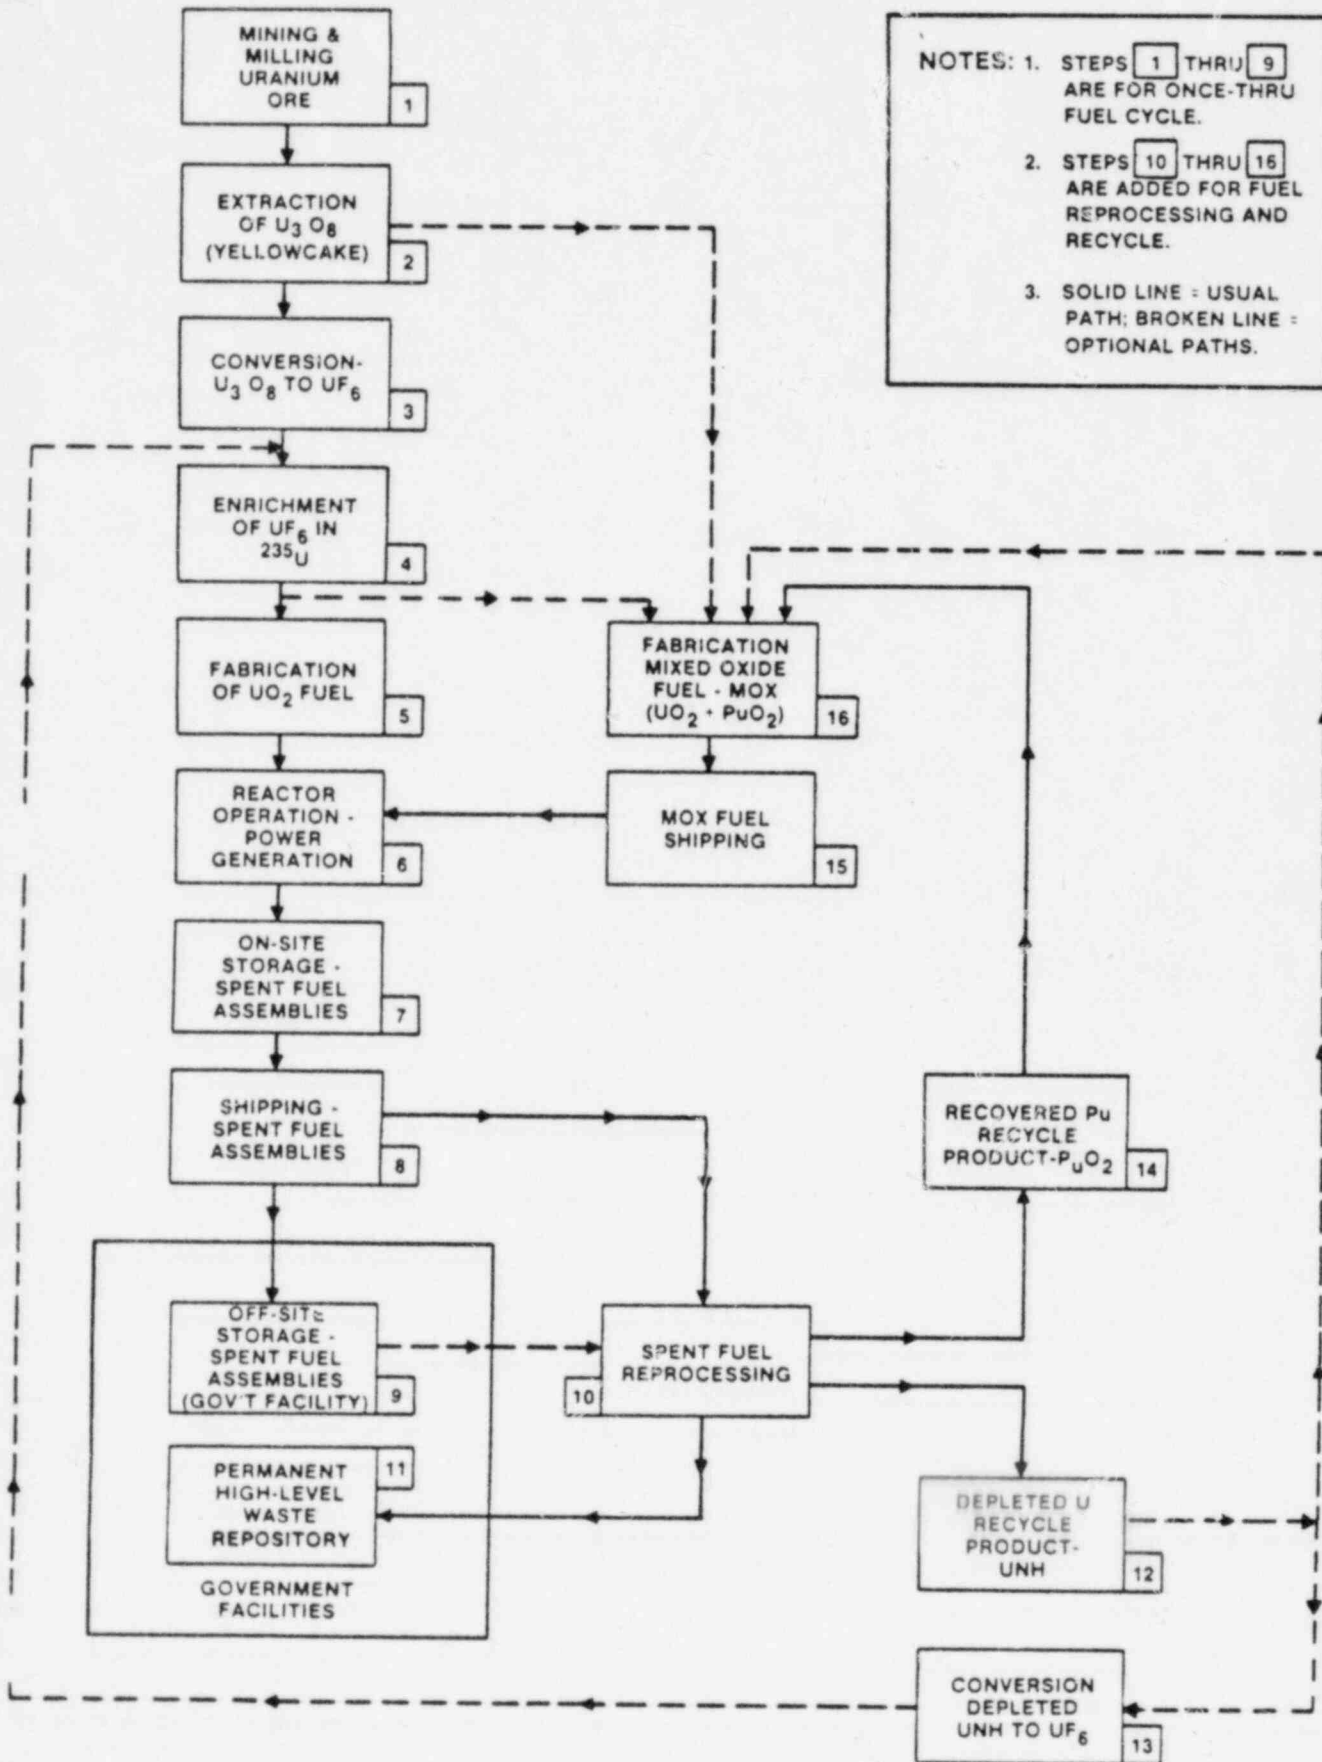 MINING &
MILLING
URANIUM
ORE
1
NOTES: 1. STEPS 1 THRU 9
ARE FOR ONCE-THRU
FUEL CYCLE.
2. STEPS 10 THRU 16
ARE ADDED FOR FUEL
REPROCESSING AND
RECYCLE.
3. SOLID LINE = USUAL
PATH; BROKEN LINE =
OPTIONAL PATHS.
EXTRACTION
OF U3 O8
(YELLOWCAKE)
2
CONVERSION-
U3 O8 TO UF6
3
ENRICHMENT
OF UF6 IN
235U
4
FABRICATION
OF UO2 FUEL
5
FABRICATION
MIXED OXIDE
FUEL - MOX
(UO2 + PuO2)
16
REACTOR
OPERATION -
POWER
GENERATION
6
MOX FUEL
SHIPPING
15
ON-SITE
STORAGE -
SPENT FUEL
ASSEMBLIES
7
SHIPPING -
SPENT FUEL
ASSEMBLIES
8
RECOVERED Pu
RECYCLE
PRODUCT-PuO2
14
OFF-SITE
STORAGE -
SPENT FUEL
ASSEMBLIES
(GOV'T FACILITY)
9
SPENT FUEL
REPROCESSING
10
PERMANENT
HIGH-LEVEL
WASTE
REPOSITORY
11
GOVERNMENT
FACILITIES
DEPLETED U
RECYCLE
PRODUCT-
UNH
12
CONVERSION
DEPLETED
UNH TO UF6
13